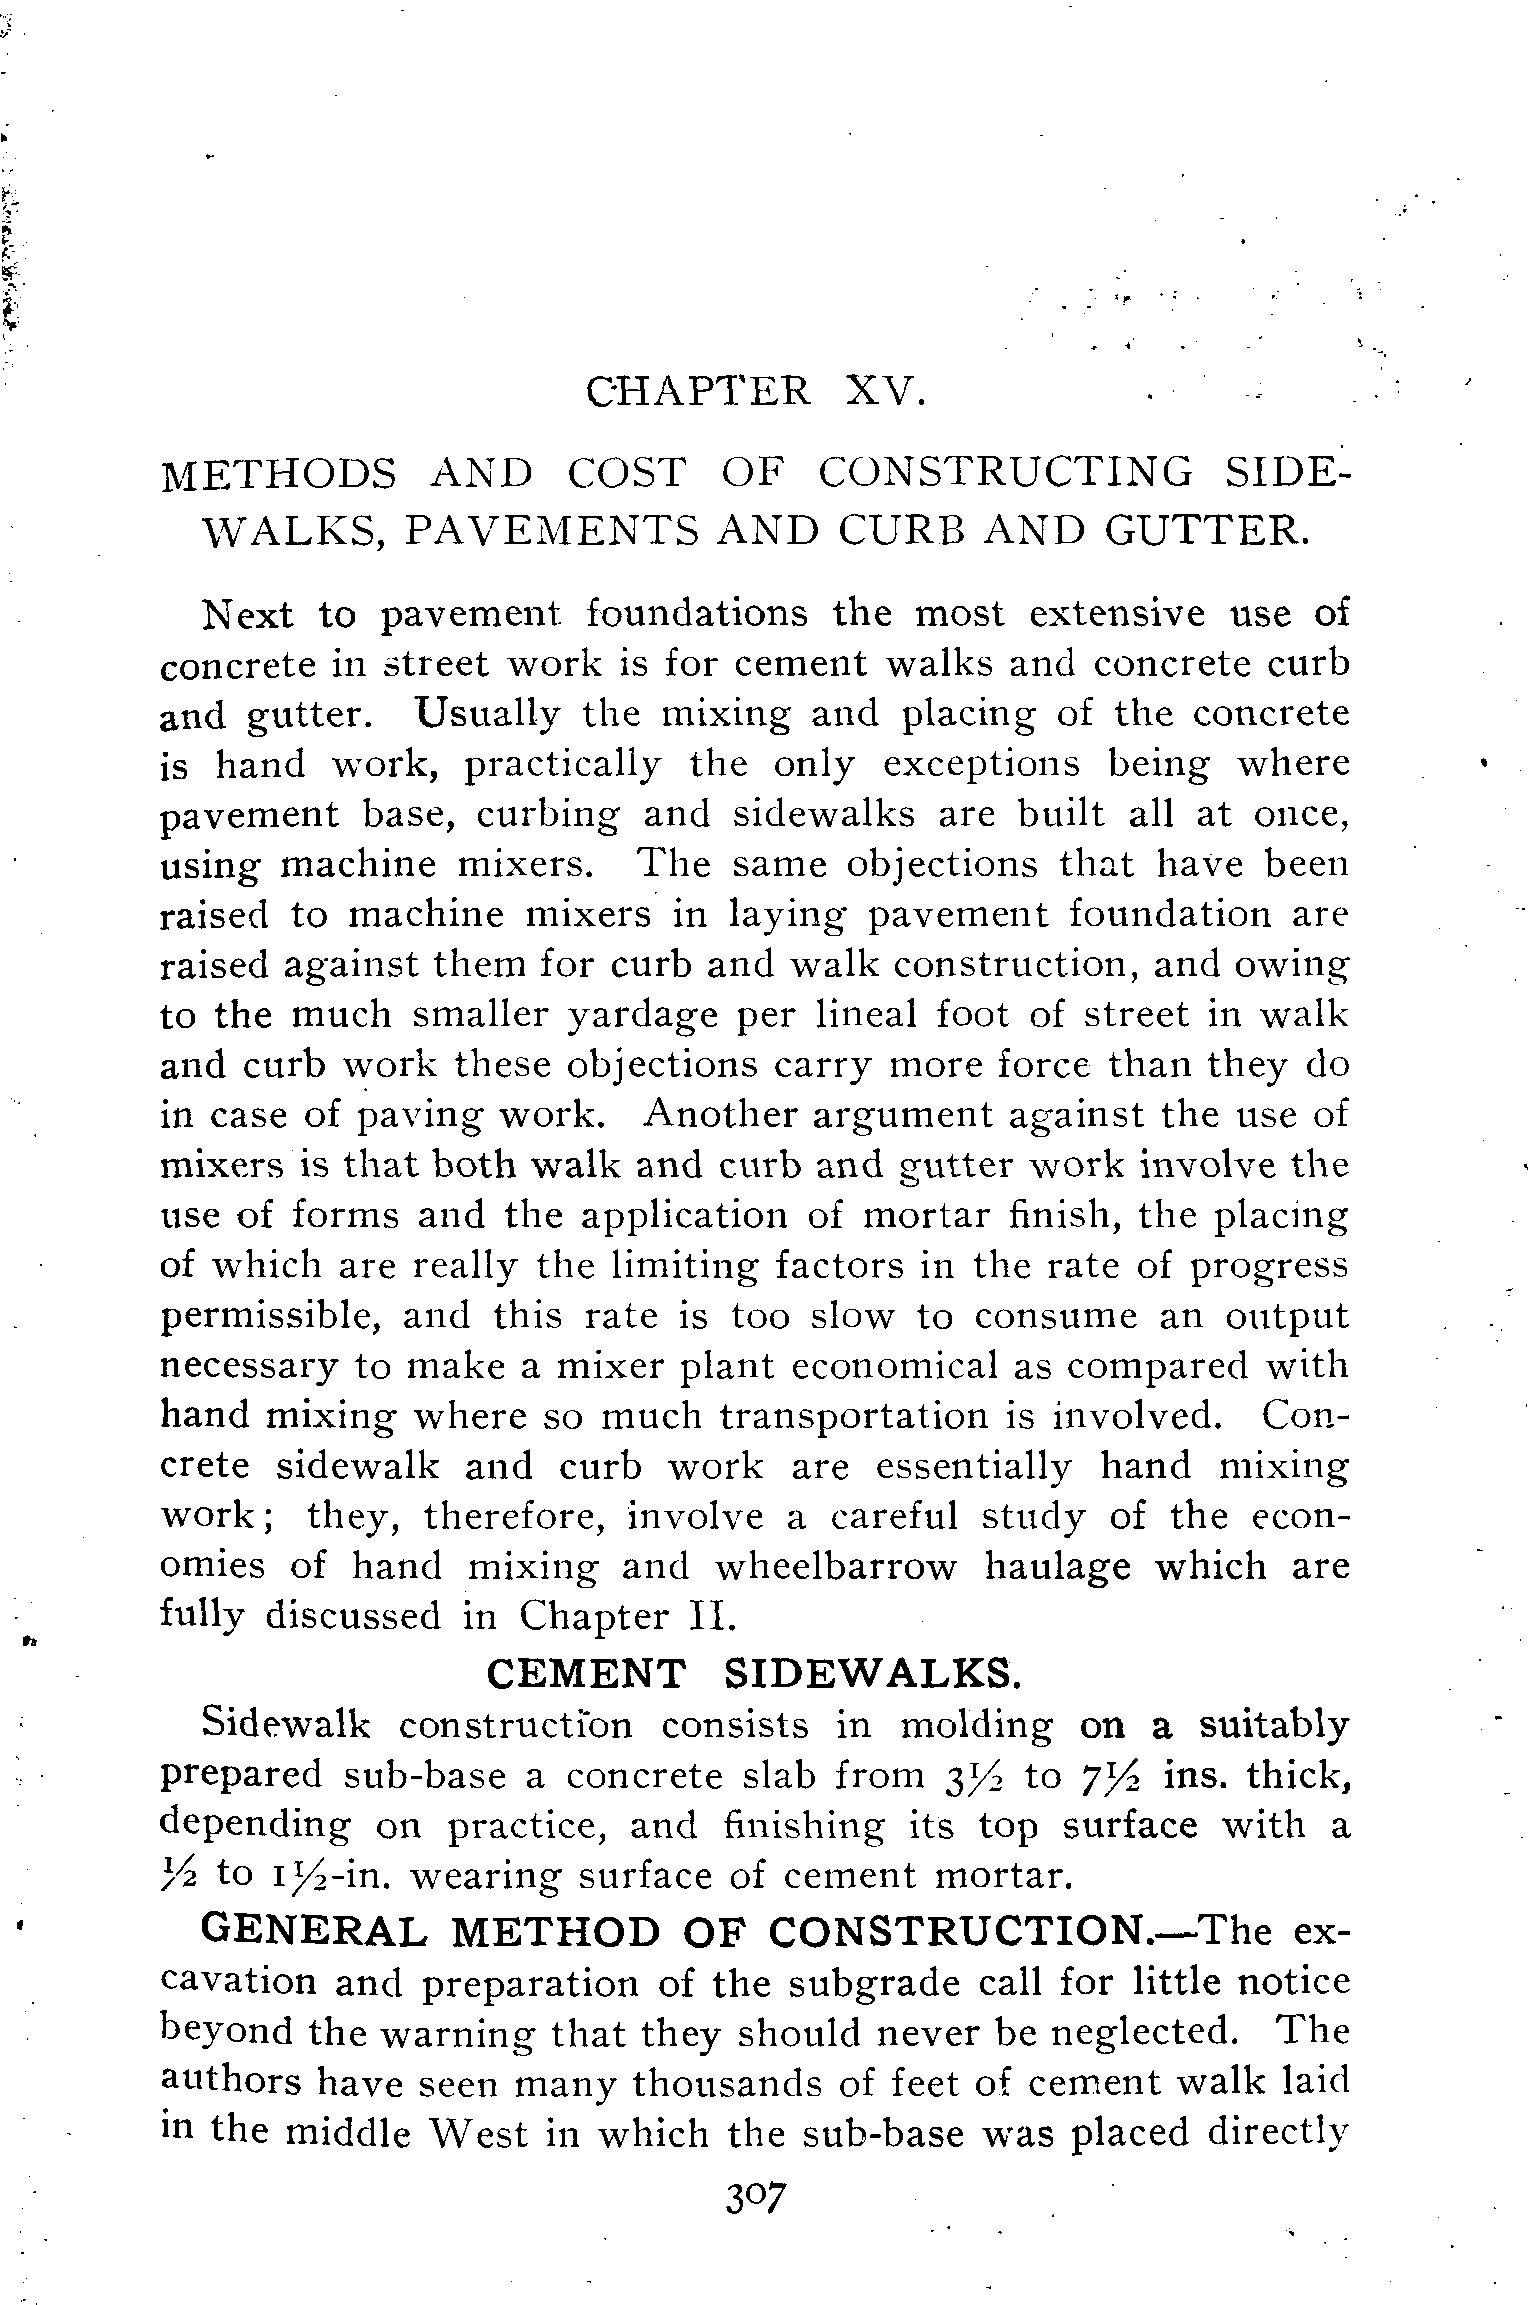 CHAPTER XV.
METHODS AND COST OF CONSTRUCTING SIDE-
WALKS, PAVEMENTS AND CURB AND GUTTER.
Next to pavement foundations the most extensive use of
concrete in street work is for cement walks and concrete curb
and gutter. Usually the mixing and placing of the concrete
is hand work, practically the only exceptions being where
pavement base, curbing and sidewalks are built all at once,
using machine mixers. The same objections that have been
raised to machine mixers in laying pavement foundation are
raised against them for curb and walk construction, and owing
to the much smaller yardage per lineal foot of street in walk
and curb work these objections carry more force than they do
in case of paving work. Another argument against the use of
mixers is that both walk and curb and gutter work involve the
use of forms and the application of mortar finish, the placing
of which are really the limiting factors in the rate of progress
permissible, and this rate is too slow to consume an output
necessary to make a mixer plant economical as compared with
hand mixing where so much transportation is involved. Con-
crete sidewalk and curb work are essentially hand mixing
work; they, therefore, involve a careful study of the econ-
omies of hand mixing and wheelbarrow haulage which are
fully discussed in Chapter II.
CEMENT SIDEWALKS.
Sidewalk construction consists in molding on a suitably
prepared sub-base a concrete slab from 3½ to 7½ ins. thick,
depending on practice, and finishing its top surface with a
½ to 1½-in. wearing surface of cement mortar.
GENERAL METHOD OF CONSTRUCTION.—The ex-
cavation and preparation of the subgrade call for little notice
beyond the warning that they should never be neglected. The
authors have seen many thousands of feet of cement walk laid
in the middle West in which the sub-base was placed directly
307